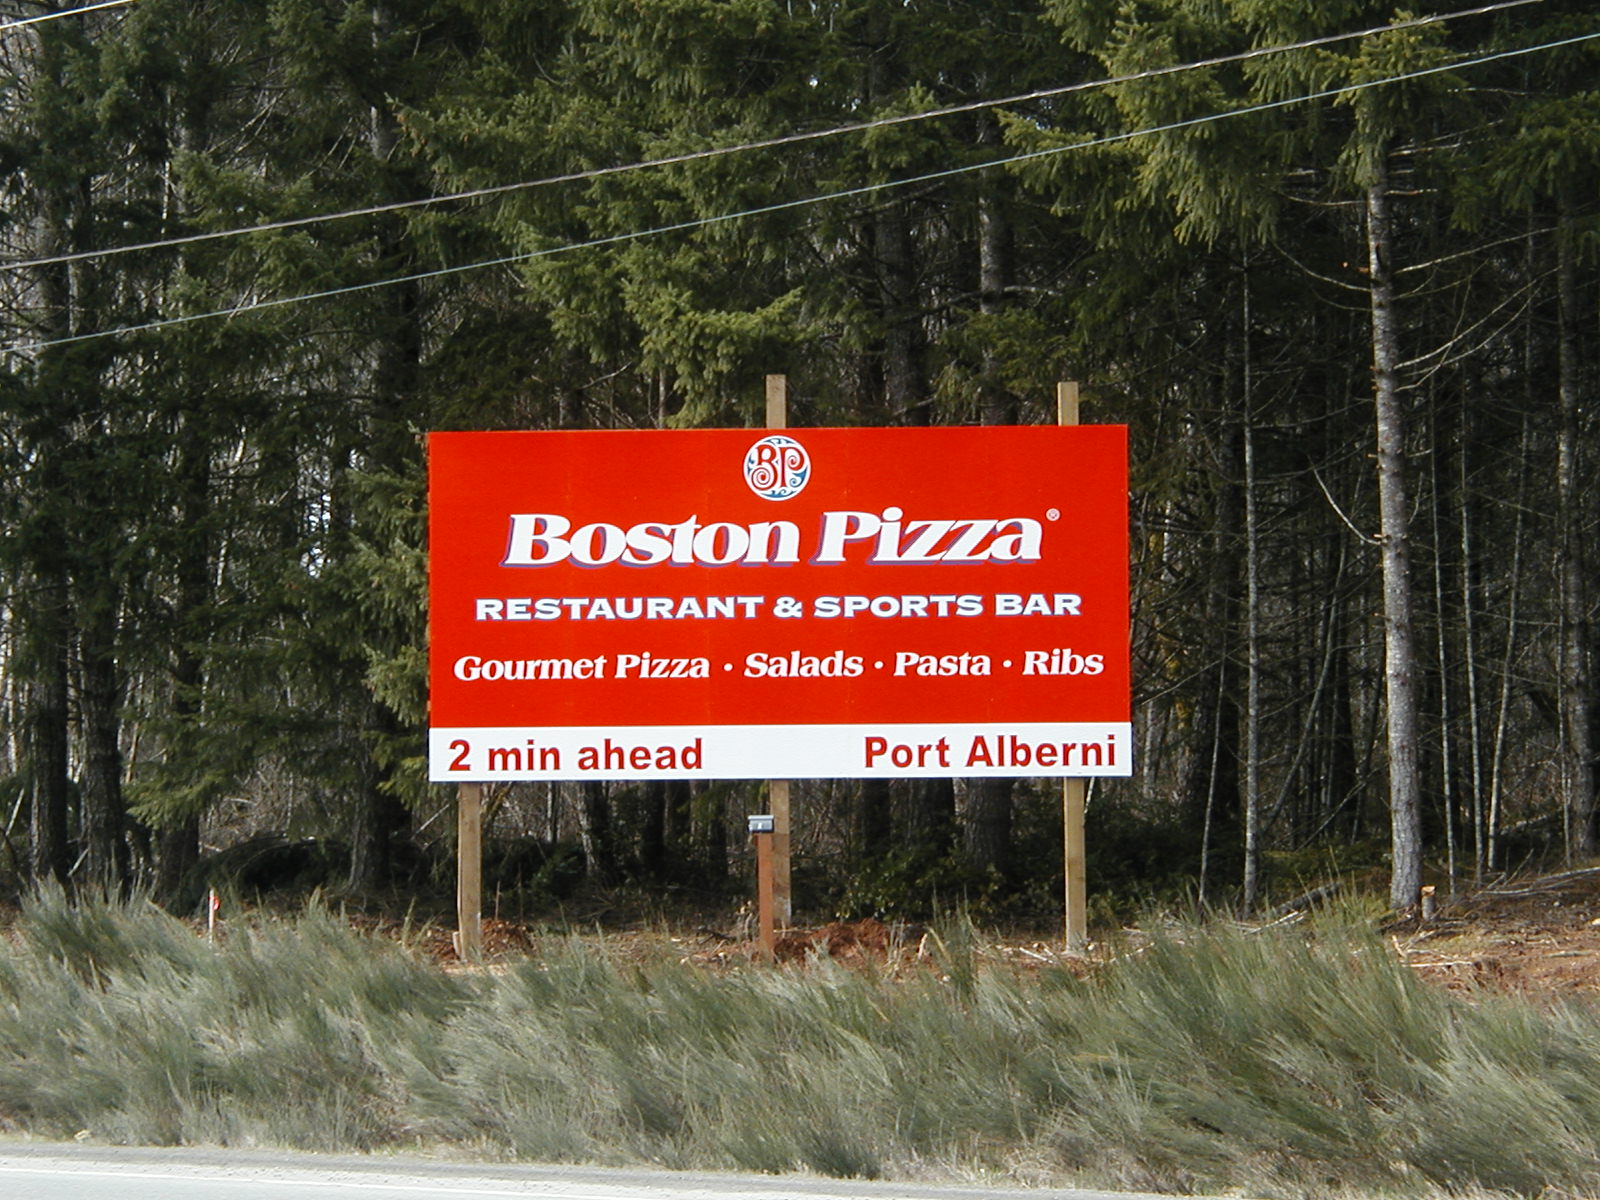 BP
Boston Pizza®
RESTAURANT & SPORTS BAR
Gourmet Pizza • Salads • Pasta • Ribs
2 min ahead Port Alberni